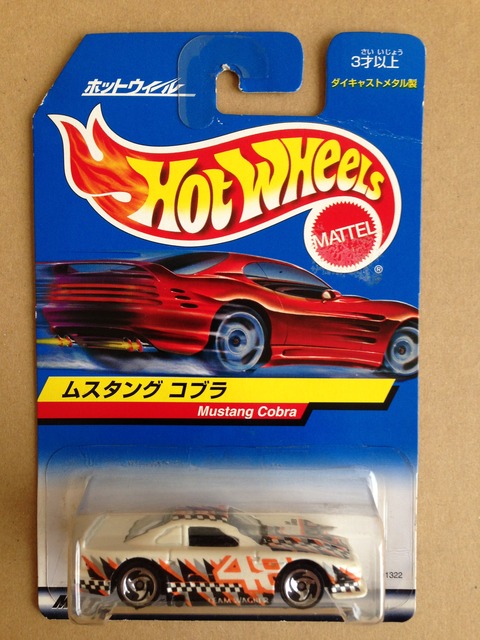 さい いじょう
3才以上
ホットウィール
ダイキャストメタル製
HOT WHEELS
MATTEL
®
ムスタング コブラ
Mustang Cobra
TEAM WAGNER
1322